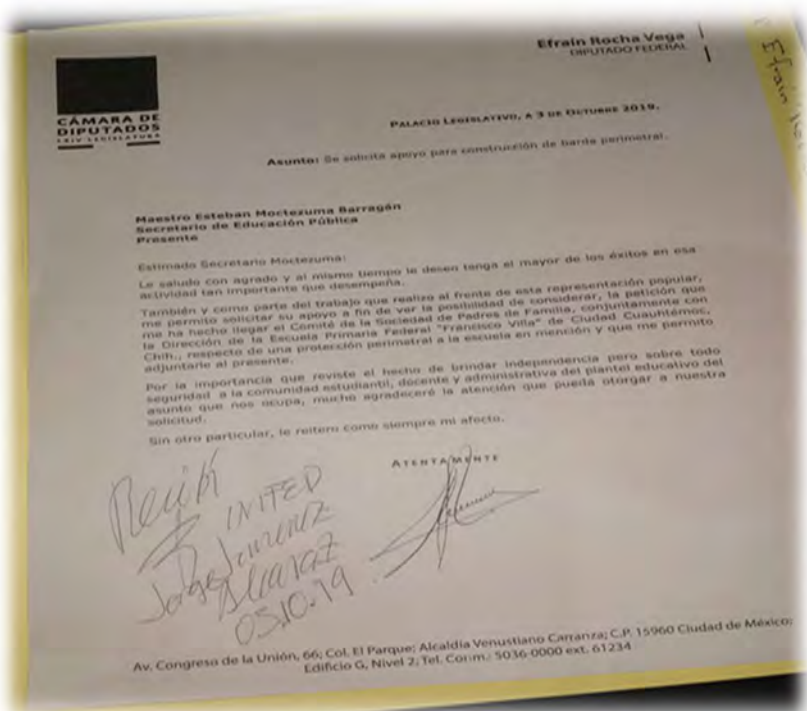 Efraín Rocha Vega
DIPUTADO FEDERAL
Efrain
CÁMARA DE
DIPUTADOS
LXIV LEGISLATURA
PALACIO LEGISLATIVO, A 3 DE OCTUBRE 2019.
Asunto: Se solicita apoyo para construcción de barda perimetral.
Maestro Esteban Moctezuma Barragán
Secretario de Educación Pública
Presente
Estimado Secretario Moctezuma:
Le saludo con agrado y al mismo tiempo le deseo tenga el mayor de los éxitos en esa
actividad tan importante que desempeña.
También y como parte del trabajo que realizo al frente de esta representación popular,
me permito solicitar su apoyo a fin de ver la posibilidad de considerar, la petición que
me ha hecho llegar el Comité de la Sociedad de Padres de Familia, conjuntamente con
la Dirección de la Escuela Primaria Federal "Francisco Villa" de Ciudad Cuauhtémoc,
Chih., respecto de una protección perimetral a la escuela en mención y que me permito
adjuntarle al presente.
Por la importancia que reviste el hecho de brindar independencia pero sobre todo
seguridad a la comunidad estudiantil, docente y administrativa del plantel educativo del
asunto que nos ocupa, mucho agradeceré la atención que pueda otorgar a nuestra
solicitud.
Sin otro particular, le reitero como siempre mi afecto.
ATENTAMENTE
Recibí
INIFED
Jorge Jimenez
Alcaraz
03.10.19
Av. Congreso de la Unión, 66; Col. El Parque; Alcaldía Venustiano Carranza; C.P. 15960 Ciudad de México;
Edificio G, Nivel 2; Tel. Conm.: 5036-0000 ext. 61234